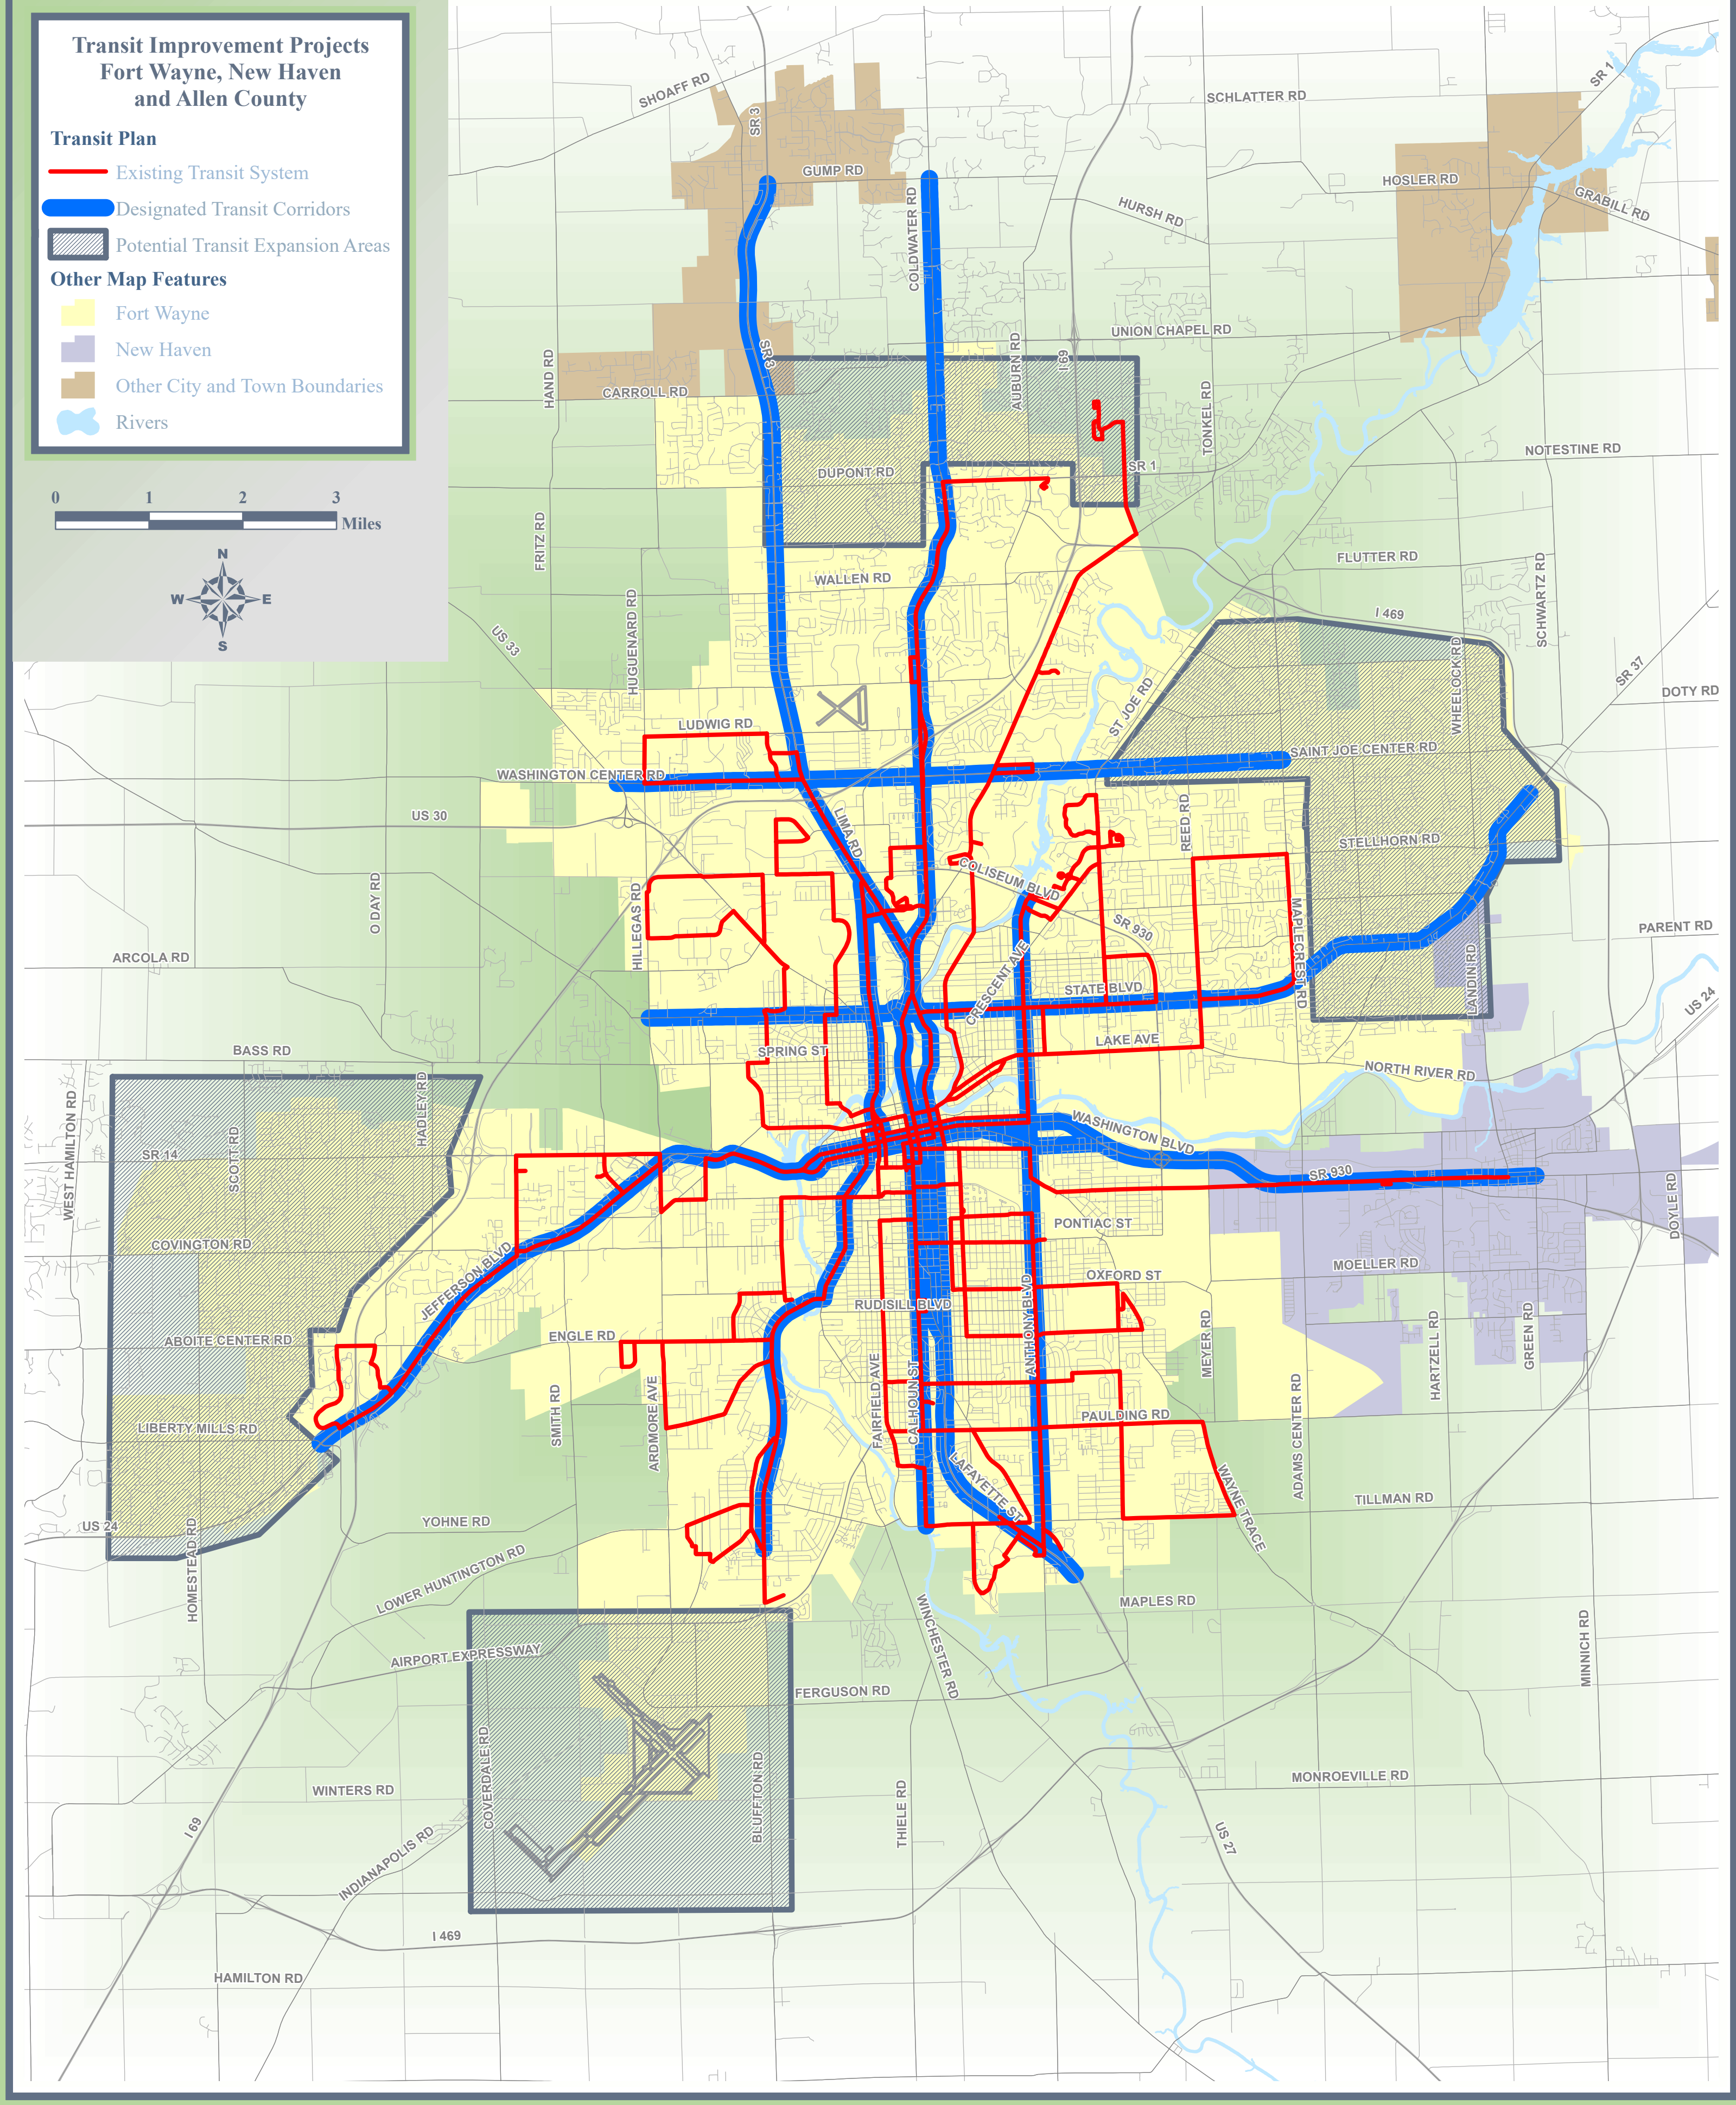 Transit Improvement Projects
Fort Wayne, New Haven
and Allen County
Transit Plan
Existing Transit System
Designated Transit Corridors
Potential Transit Expansion Areas
Other Map Features
Fort Wayne
New Haven
Other City and Town Boundaries
Rivers
0 1 2 3
Miles
N
W E
S
SHOAFF RD
SR 3
GUMP RD
COLDWATER RD
SCHLATTER RD
SR 1
HOSLER RD
GRABILL RD
HURSH RD
UNION CHAPEL RD
HAND RD
SR 3
CARROLL RD
AUBURN RD
I 69
TONKEL RD
DUPONT RD
SR 1
NOTESTINE RD
FRITZ RD
WALLEN RD
FLUTTER RD
SCHWARTZ RD
I 469
US 33
HUGUENARD RD
ST JOE RD
WHEELOCK RD
SR 37
DOTY RD
LUDWIG RD
WASHINGTON CENTER RD
SAINT JOE CENTER RD
US 30
LIMA RD
REED RD
STELLHORN RD
COLISEUM BLVD
O DAY RD
HILLEGAS RD
SR 930
MAPLECREST RD
PARENT RD
ARCOLA RD
CRESCENT AVE
STATE BLVD
LANDIN RD
US 24
BASS RD
SPRING ST
LAKE AVE
NORTH RIVER RD
WEST HAMILTON RD
HADLEY RD
SCOTT RD
SR 14
WASHINGTON BLVD
SR 930
DOYLE RD
COVINGTON RD
JEFFERSON BLVD
PONTIAC ST
MOELLER RD
OXFORD ST
RUDISILL BLVD
ANTHONY BLVD
ABOITE CENTER RD
ENGLE RD
MEYER RD
HARTZELL RD
GREEN RD
FAIRFIELD AVE
CALHOUN ST
SMITH RD
ARDMORE AVE
ADAMS CENTER RD
LIBERTY MILLS RD
PAULDING RD
LAFAYETTE ST
WAYNE TRACE
TILLMAN RD
US 24
YOHNE RD
HOMESTEAD RD
LOWER HUNTINGTON RD
MAPLES RD
WINCHESTER RD
MINNICH RD
AIRPORT EXPRESSWAY
FERGUSON RD
COVERDALE RD
BLUFFTON RD
WINTERS RD
MONROEVILLE RD
THIELE RD
I 69
US 27
INDIANAPOLIS RD
I 469
HAMILTON RD